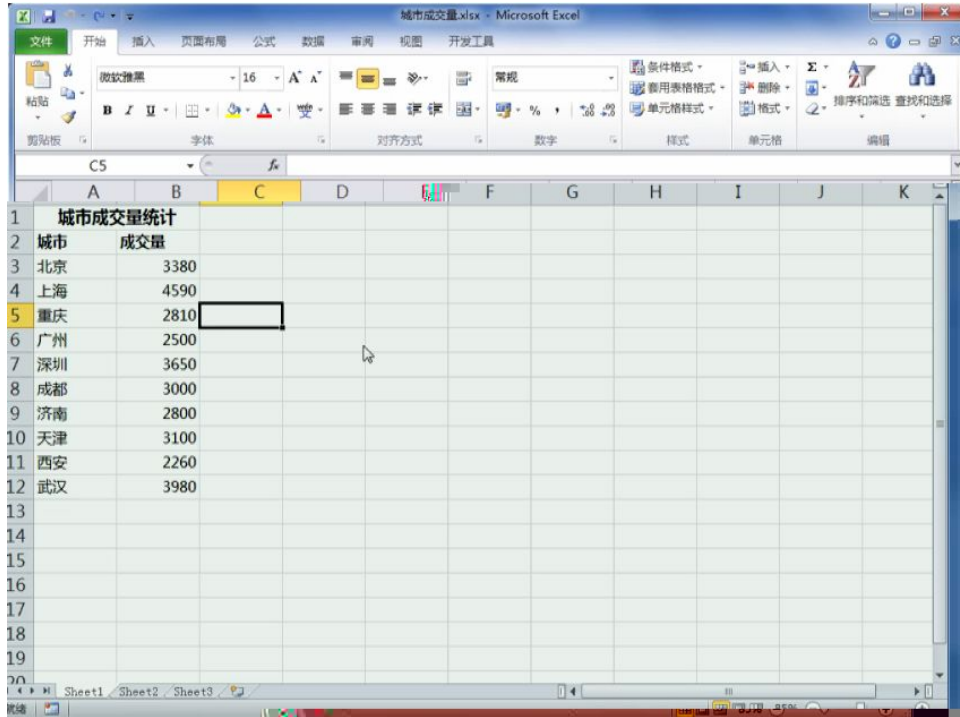 城市成交量.xlsx - Microsoft Excel
文件 开始 插入 页面布局 公式 数据 审阅 视图 开发工具
微软雅黑 16 A A 常规 条件格式 插入 Σ
粘贴 套用表格格式 删除 排序和筛选 查找和选择
B I U A 变 % , 单元格样式 格式
剪贴板 字体 对齐方式 数字 样式 单元格 编辑
C5 fx
A B C D F G H I J K
1 城市成交量统计
2 城市 成交量
3 北京 3380
4 上海 4590
5 重庆 2810
6 广州 2500
7 深圳 3650
8 成都 3000
9 济南 2800
10 天津 3100
11 西安 2260
12 武汉 3980
13
14
15
16
17
18
19
20
Sheet1 Sheet2 Sheet3
就绪 85%